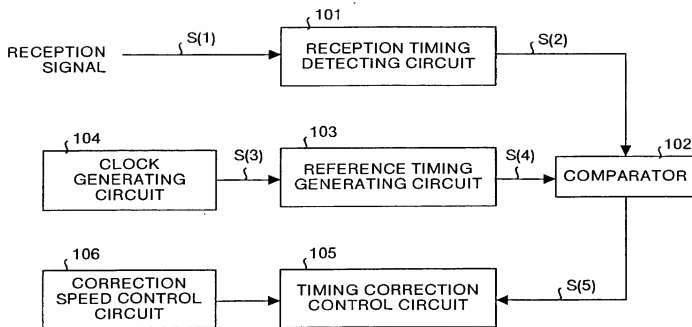 101
RECEPTION
SIGNAL
S(1)
RECEPTION TIMING
DETECTING CIRCUIT
S(2)
104
CLOCK
GENERATING
CIRCUIT
S(3)
103
REFERENCE TIMING
GENERATING CIRCUIT
S(4)
102
COMPARATOR
106
CORRECTION
SPEED CONTROL
CIRCUIT
105
TIMING CORRECTION
CONTROL CIRCUIT
S(5)